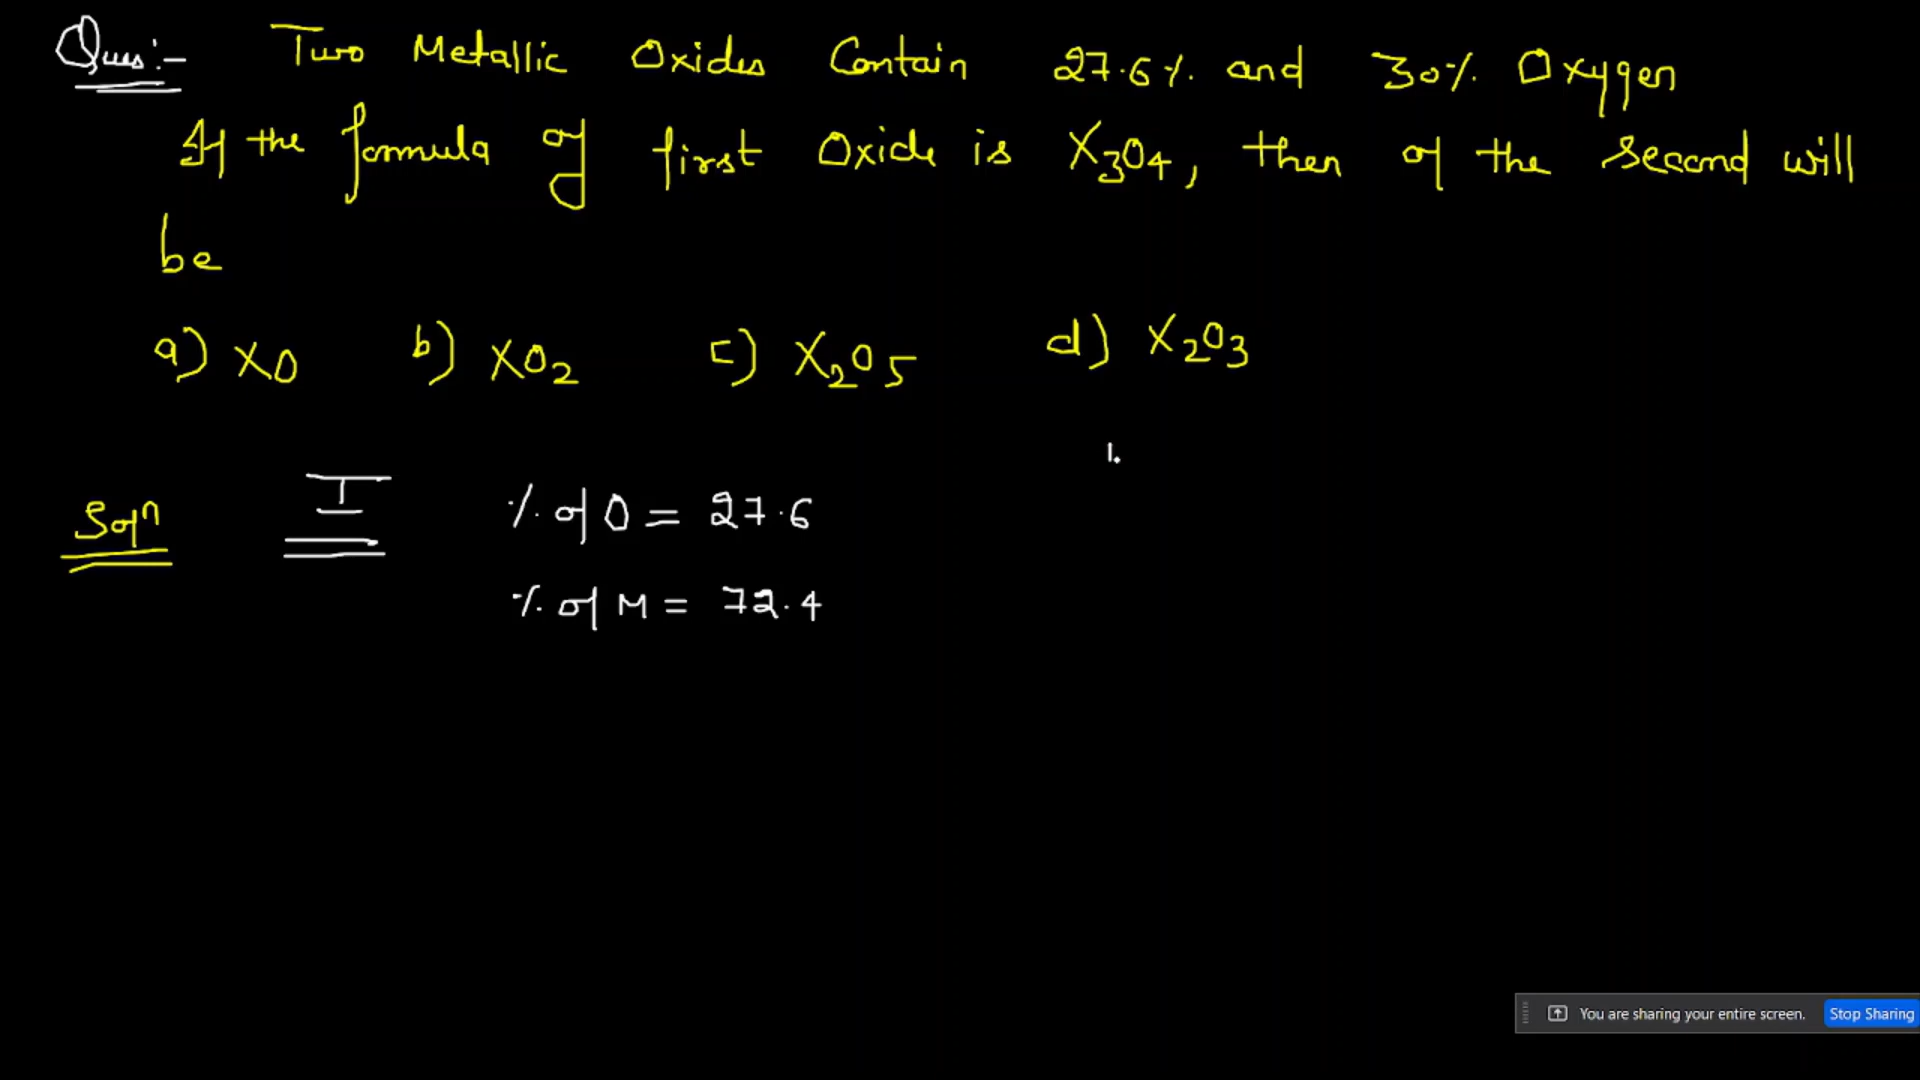 Ques:- Two Metallic Oxides Contain 27.6% and 30% Oxygen
If the formula of first Oxide is X3O4, then of the second will
be
a) XO b) XO2 c) X2O5 d) X2O3
1.
Soln I % of O = 27.6
% of M = 72.4
You are sharing your entire screen. Stop Sharing